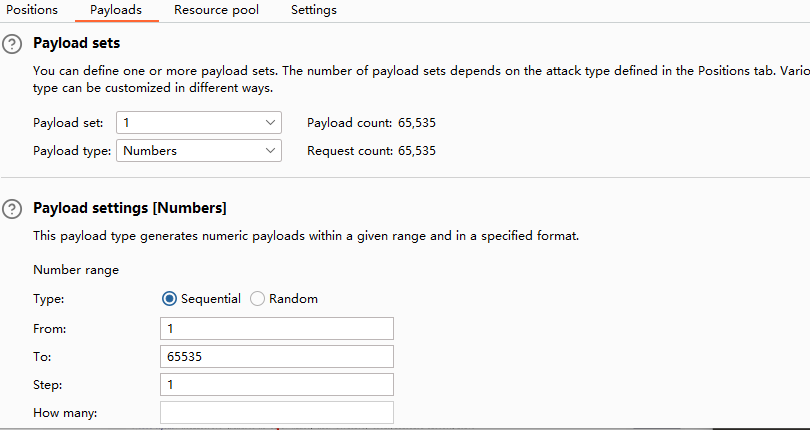 Positions Payloads Resource pool Settings
Payload sets
You can define one or more payload sets. The number of payload sets depends on the attack type defined in the Positions tab. Vario
type can be customized in different ways.
Payload set: 1 Payload count: 65,535
Payload type: Numbers Request count: 65,535
Payload settings [Numbers]
This payload type generates numeric payloads within a given range and in a specified format.
Number range
Type: Sequential Random
From: 1
To: 65535
Step: 1
How many: